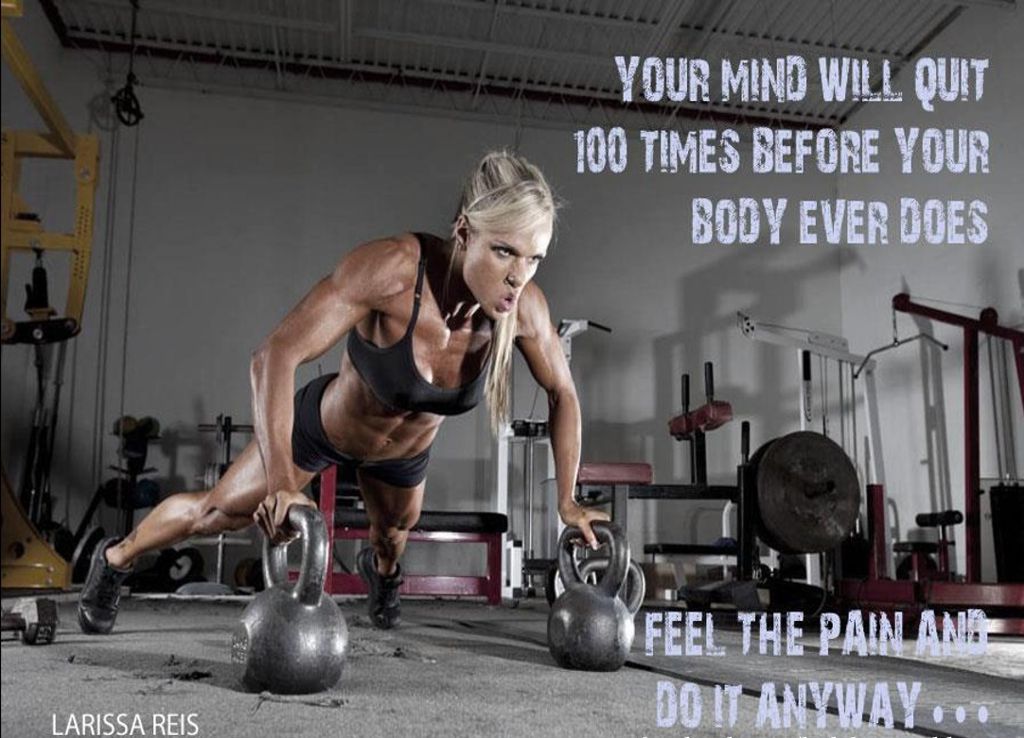 YOUR MIND WILL QUIT
100 TIMES BEFORE YOUR
BODY EVER DOES
FEEL THE PAIN AND
DO IT ANYWAY...
LARISSA REIS